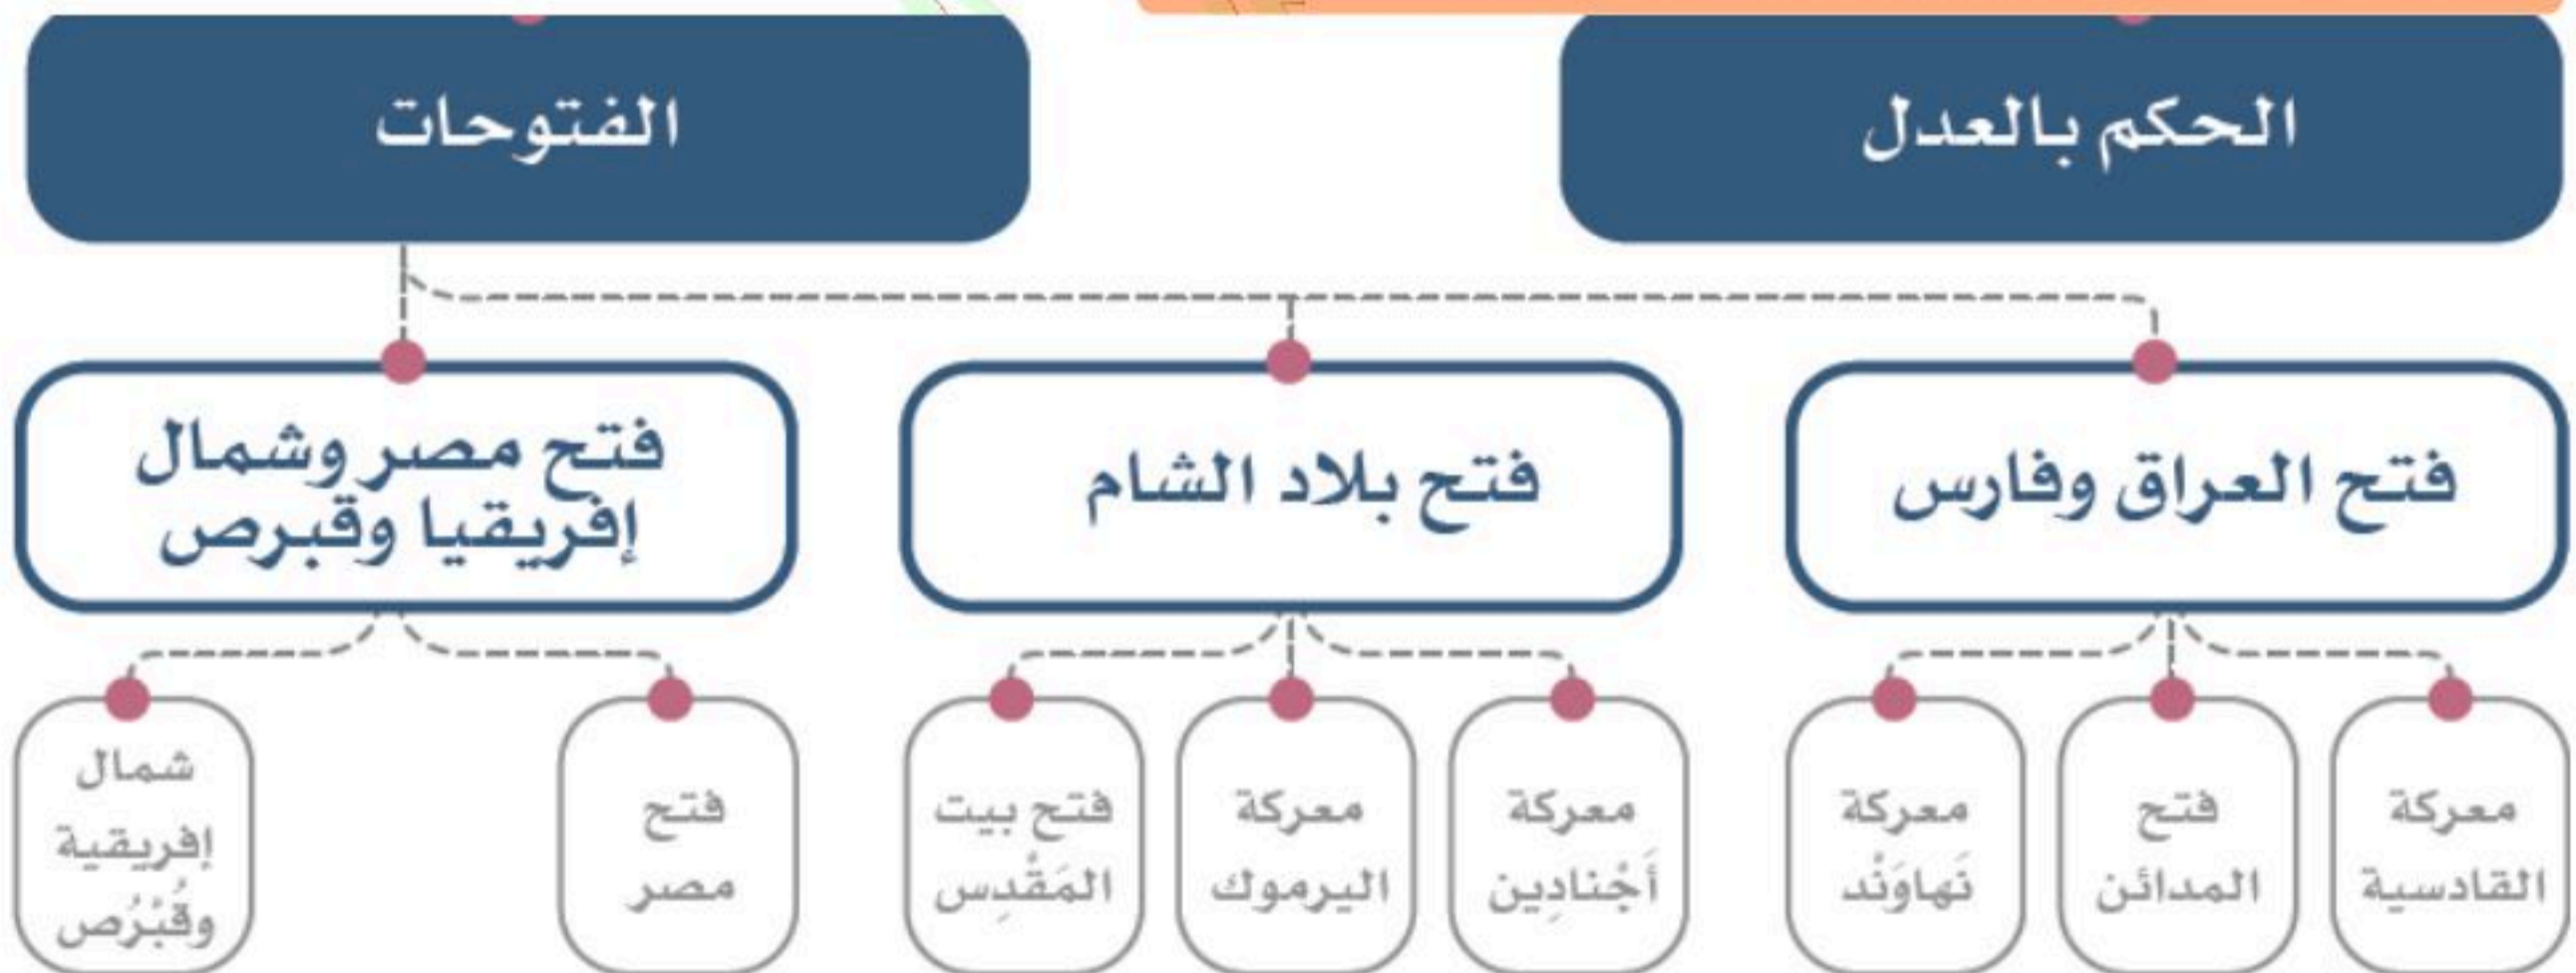 الحكم بالعدل
الفتوحات
فتح العراق وفارس
فتح بلاد الشام
فتح مصر وشمال
إفريقيا وقبرص
معركة
القادسية
فتح
المدائن
معركة
نَهاوَنْد
معركة
أَجْنادِين
معركة
اليرموك
فتح بيت
المَقْدِس
فتح
مصر
شمال
إفريقية
وقُبْرُص